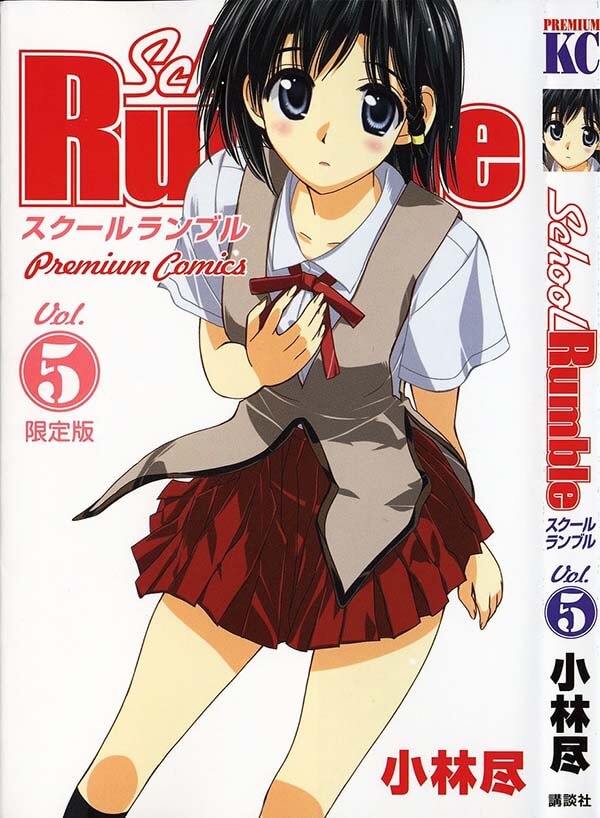 School
Rumble
スクールランブル
Premium Comics
Vol.
5
限定版
小林尽
PREMIUM
KC
School
Rumble
スクール
ランブル
Vol.
5
小林尽
講談社